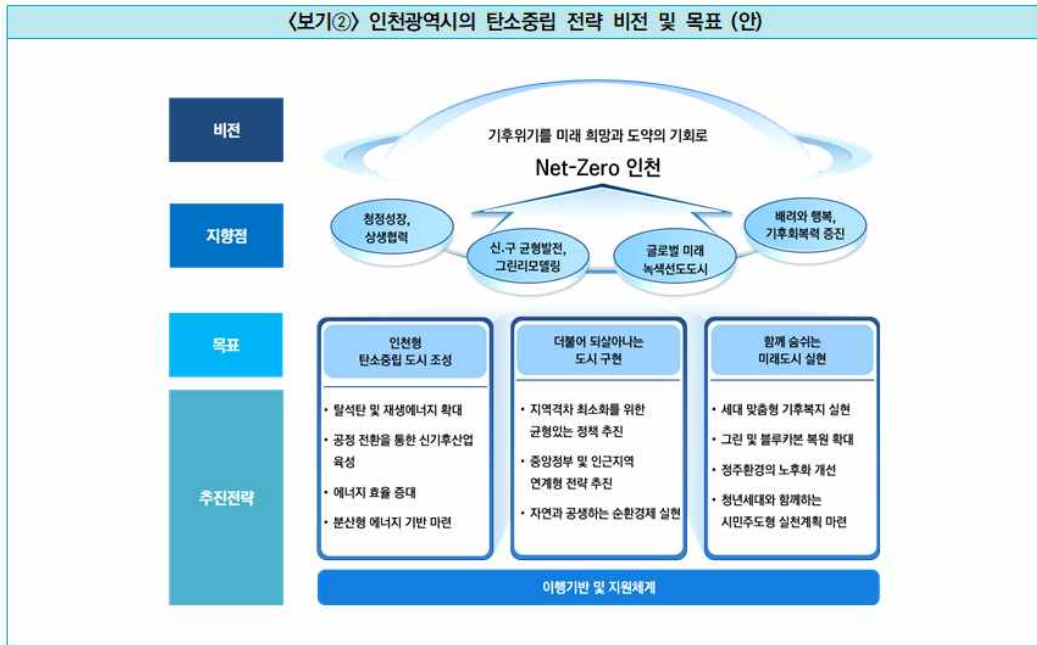 <보기②> 인천광역시의 탄소중립 전략 비전 및 목표 (안)
비전
기후위기를 미래 희망과 도약의 기회로
Net-Zero 인천
지향점
청정성장,
상생협력
신.구 균형발전,
그린리모델링
글로벌 미래
녹색선도도시
배려와 행복,
기후회복력 증진
목표
인천형
탄소중립 도시 조성
더불어 되살아나는
도시 구현
함께 숨쉬는
미래도시 실현
추진전략
• 탈석탄 및 재생에너지 확대
• 공정 전환을 통한 신기후산업
육성
• 에너지 효율 증대
• 분산형 에너지 기반 마련
• 지역격차 최소화를 위한
균형있는 정책 추진
• 중앙정부 및 인근지역
연계형 전략 추진
• 자연과 공생하는 순환경제 실현
• 세대 맞춤형 기후복지 실현
• 그린 및 블루카본 복원 확대
• 정주환경의 노후화 개선
• 청년세대와 함께하는
시민주도형 실천계획 마련
이행기반 및 지원체계